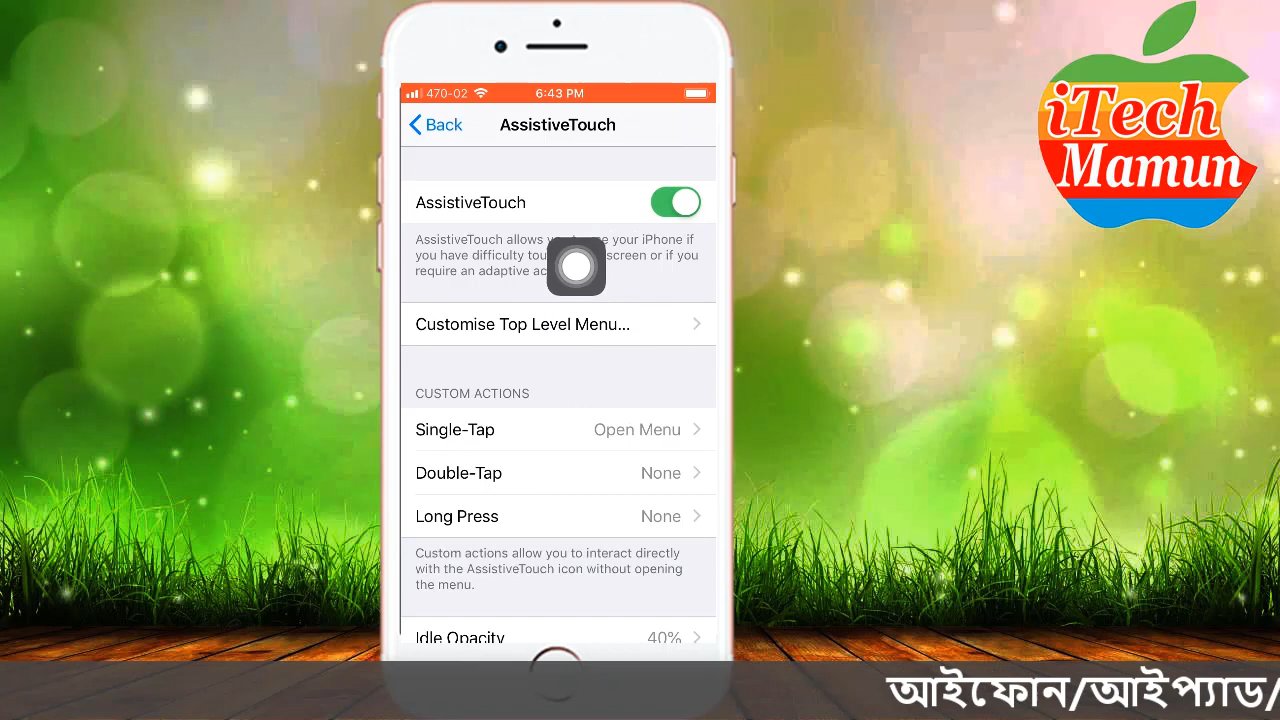 470-02
6:43 PM
Back
AssistiveTouch
AssistiveTouch
AssistiveTouch allows your iPhone if
you have difficulty screen or if you
require an adaptive
Customise Top Level Menu...
CUSTOM ACTIONS
Single-Tap Open Menu
Double-Tap None
Long Press None
Custom actions allow you to interact directly
with the AssistiveTouch icon without opening
the menu.
Idle Opacity 40%
iTech
Mamun
আইফোন/আইপ্যাড/